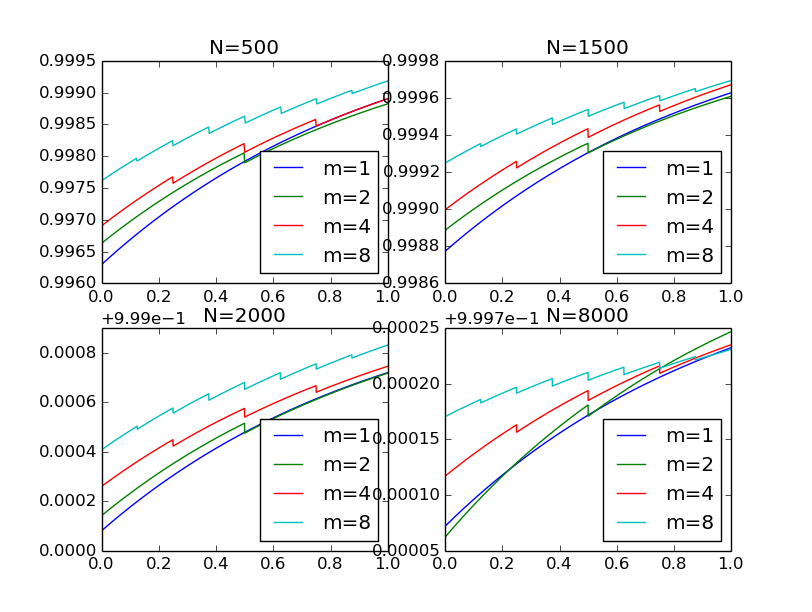 N=500
0.9995
0.9990
0.9985
0.9980
0.9975
0.9970
0.9965
0.9960
0.0 0.2 0.4 0.6 0.8 1.0
m=1
m=2
m=4
m=8
N=1500
0.9998
0.9996
0.9994
0.9992
0.9990
0.9988
0.9986
0.0 0.2 0.4 0.6 0.8 1.0
m=1
m=2
m=4
m=8
+9.99e−1 N=2000
0.0008
0.0006
0.0004
0.0002
0.0000
0.0 0.2 0.4 0.6 0.8 1.0
m=1
m=2
m=4
m=8
+9.997e−1 N=8000
0.00025
0.00020
0.00015
0.00010
0.00005
0.0 0.2 0.4 0.6 0.8 1.0
m=1
m=2
m=4
m=8